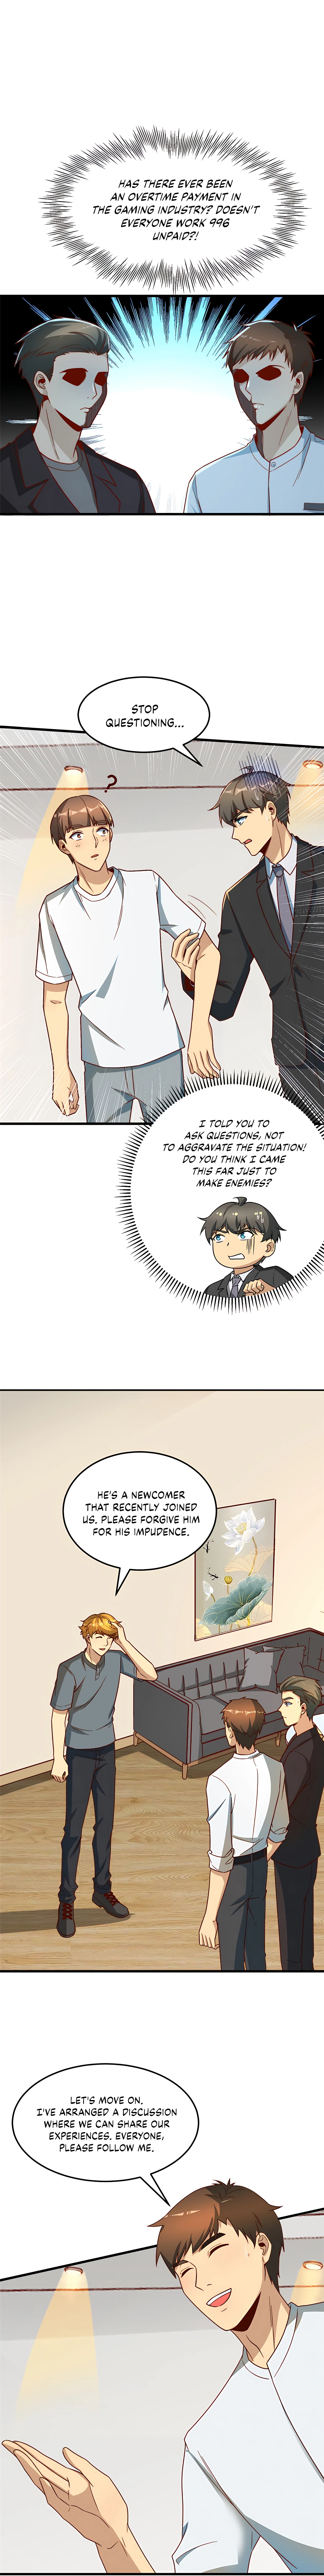 HAS THERE EVER BEEN
AN OVERTIME PAYMENT IN
THE GAMING INDUSTRY? DOESN'T
EVERYONE WORK 996
UNPAID?!
STOP
QUESTIONING...
?
I TOLD YOU TO
ASK QUESTIONS, NOT
TO AGGRAVATE THE SITUATION!
DO YOU THINK I CAME
THIS FAR JUST TO
MAKE ENEMIES?
HE'S A NEWCOMER
THAT RECENTLY JOINED
US. PLEASE FORGIVE HIM
FOR HIS IMPUDENCE.
LET'S MOVE ON.
I'VE ARRANGED A DISCUSSION
WHERE WE CAN SHARE OUR
EXPERIENCES. EVERYONE,
PLEASE FOLLOW ME.